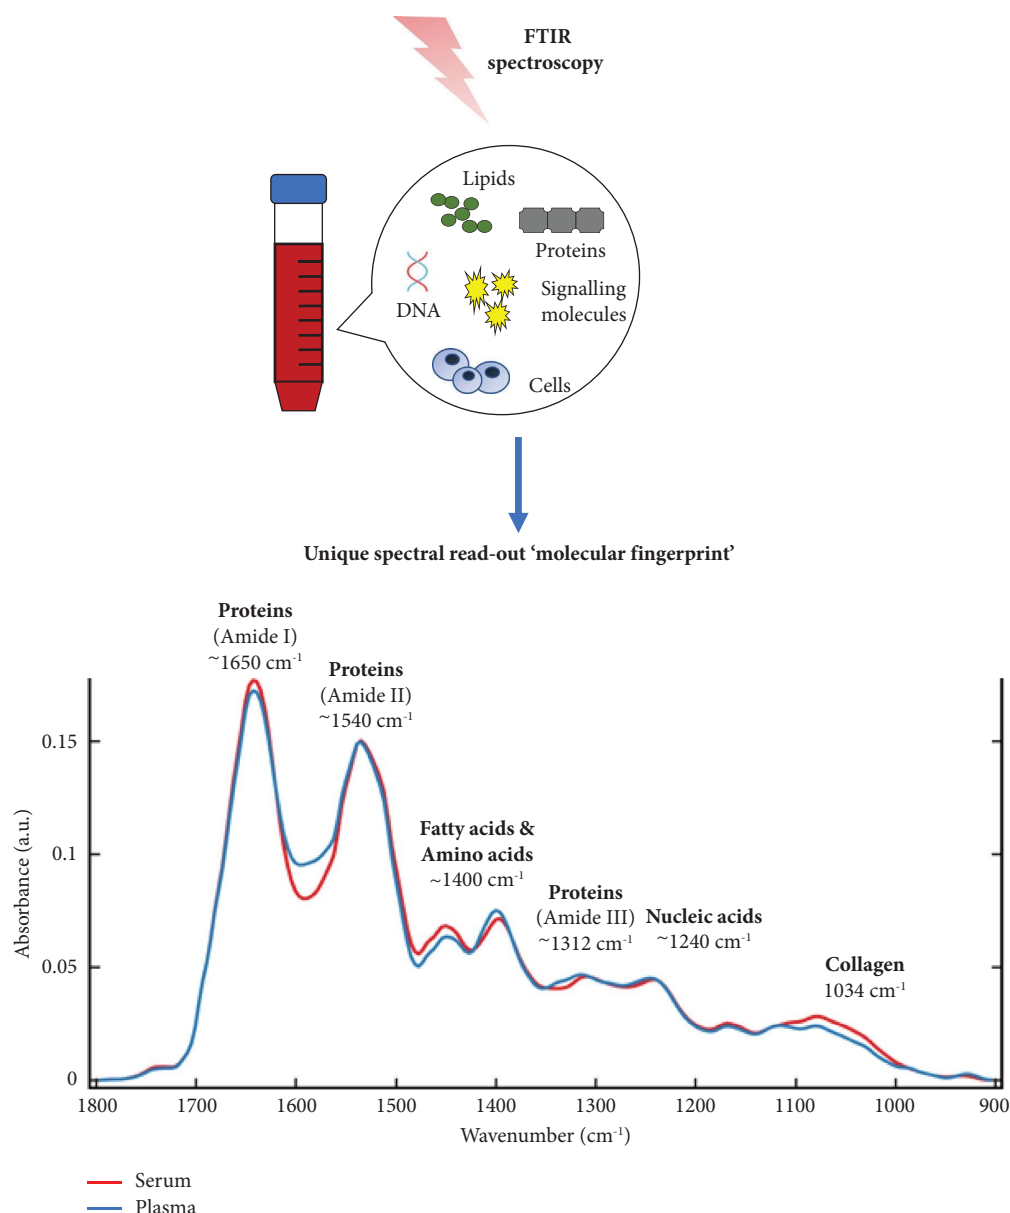 FTIR
spectroscopy
Lipids
Proteins
DNA
Signalling
molecules
Cells
Unique spectral read-out ‘molecular fingerprint’
Proteins
(Amide I)
~1650 cm-1
Proteins
(Amide II)
~1540 cm-1
Fatty acids &
Amino acids
~1400 cm-1
Proteins
(Amide III)
~1312 cm-1
Nucleic acids
~1240 cm-1
Collagen
1034 cm-1
Absorbance (a.u.)
0.15
0.1
0.05
0
1800 1700 1600 1500 1400 1300 1200 1100 1000 900
Wavenumber (cm-1)
Serum
Plasma